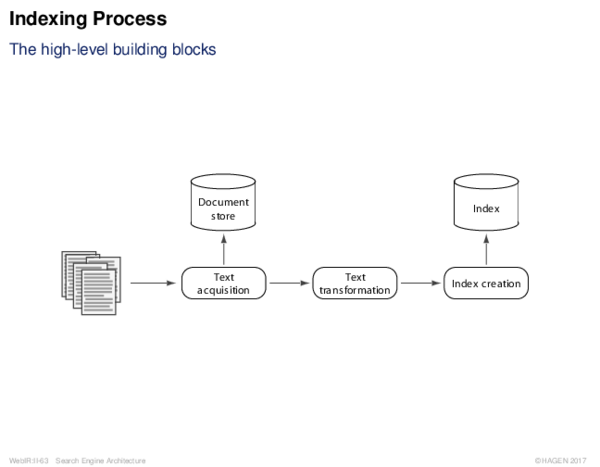 Indexing Process
The high-level building blocks
Document
store
Index
Text
acquisition
Text
transformation
Index creation
WebIR:II-63 Search Engine Architecture
©HAGEN 2017